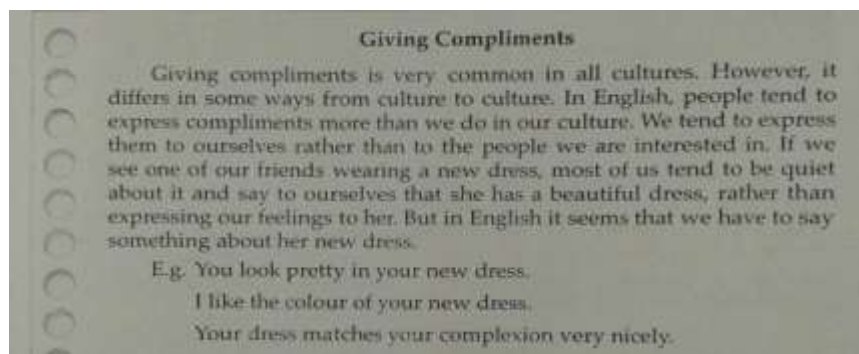 Giving Compliments
Giving compliments is very common in all cultures. However, it
differs in some ways from culture to culture. In English, people tend to
express compliments more than we do in our culture. We tend to express
them to ourselves rather than to the people we are interested in. If we
see one of our friends wearing a new dress, most of us tend to be quiet
about it and say to ourselves that she has a beautiful dress, rather than
expressing our feelings to her. But in English it seems that we have to say
something about her new dress.
E.g. You look pretty in your new dress.
I like the colour of your new dress.
Your dress matches your complexion very nicely.